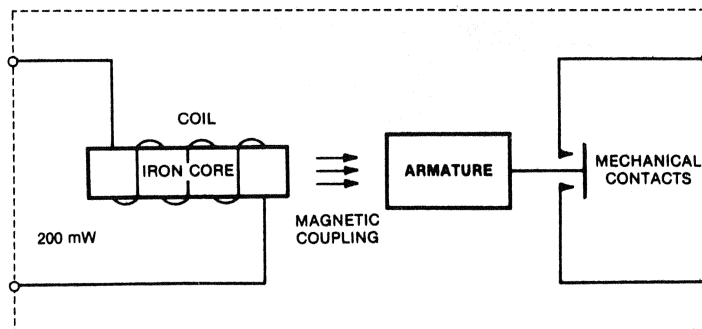 COIL
IRON CORE
ARMATURE
MECHANICAL
CONTACTS
MAGNETIC
COUPLING
200 mW